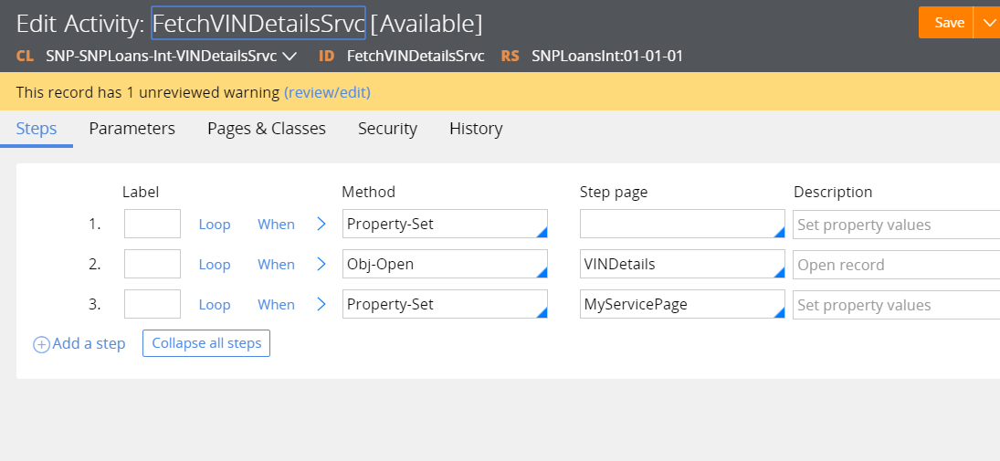 Edit Activity: FetchVINDetailsSrvc [Available]
Save
CL SNP-SNPLoans-Int-VINDetailsSrvc ID FetchVINDetailsSrvc RS SNPLoansInt:01-01-01
This record has 1 unreviewed warning (review/edit)
Steps Parameters Pages & Classes Security History
Label Method Step page Description
1. Loop When Property-Set Set property values
2. Loop When Obj-Open VINDetails Open record
3. Loop When Property-Set MyServicePage Set property values
Add a step Collapse all steps